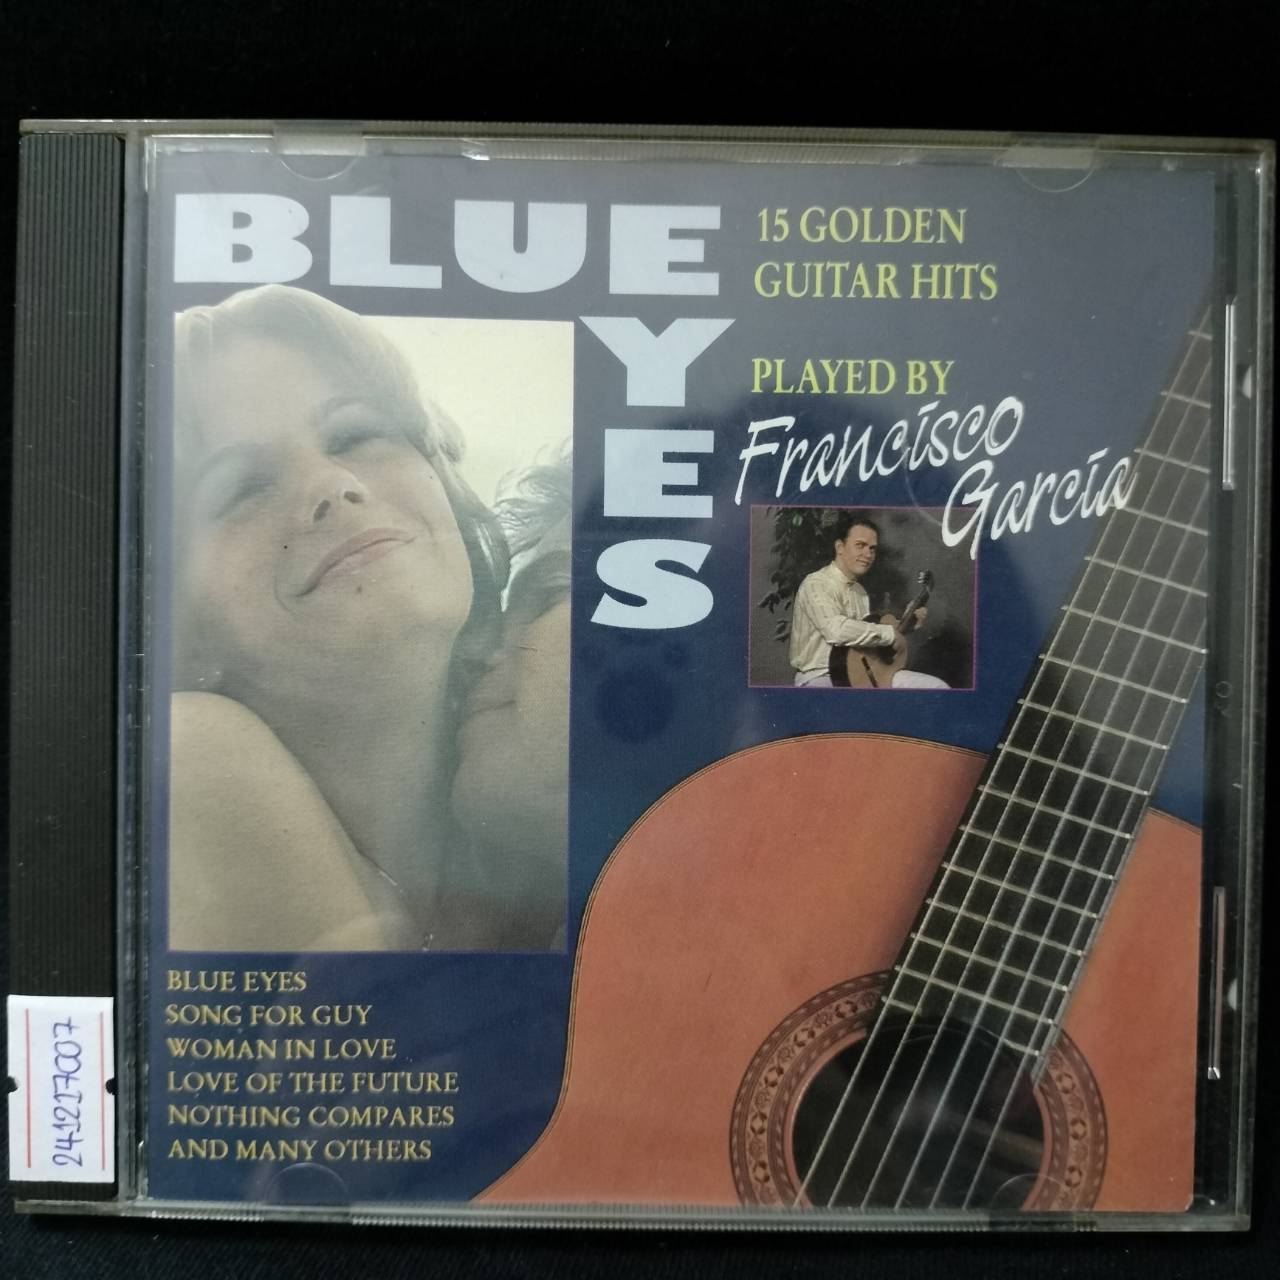 BLUE
EYES
15 GOLDEN
GUITAR HITS
PLAYED BY
Francisco
García
BLUE EYES
SONG FOR GUY
WOMAN IN LOVE
LOVE OF THE FUTURE
NOTHING COMPARES
AND MANY OTHERS
241217007